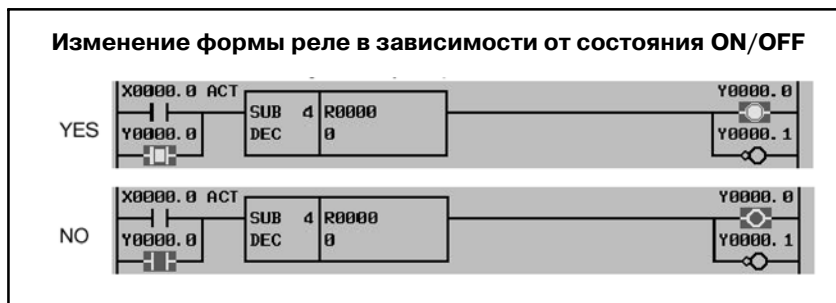 Изменение формы реле в зависимости от состояния ON/OFF
YES
X0000.0 ACT
Y0000.0
SUB 4 R0000
DEC 0
Y0000.0
Y0000.1
NO
X0000.0 ACT
Y0000.0
SUB 4 R0000
DEC 0
Y0000.0
Y0000.1